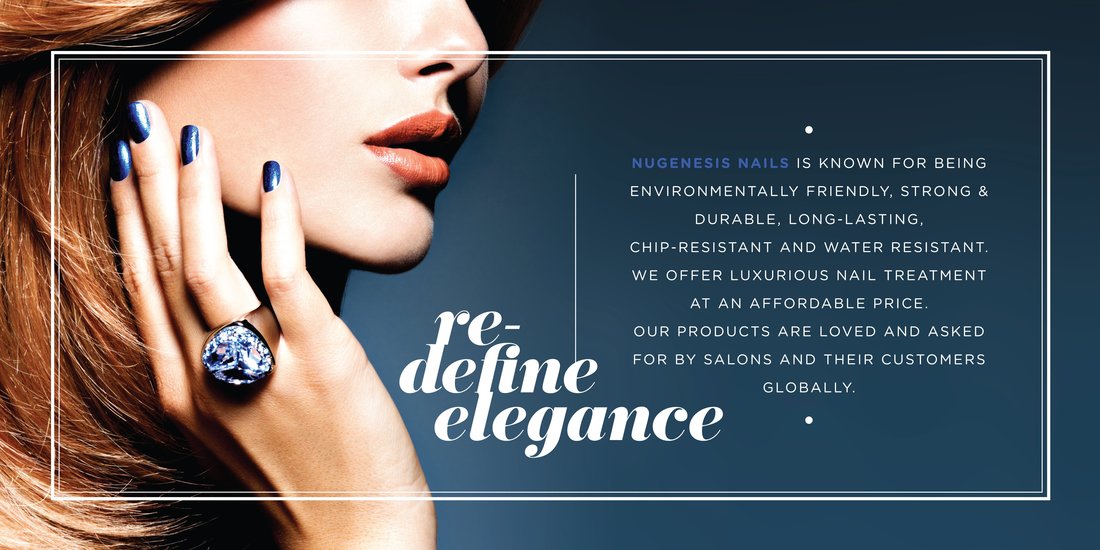 re-
define
elegance
NUGENESIS NAILS IS KNOWN FOR BEING
ENVIRONMENTALLY FRIENDLY, STRONG &
DURABLE, LONG-LASTING,
CHIP-RESISTANT AND WATER RESISTANT.
WE OFFER LUXURIOUS NAIL TREATMENT
AT AN AFFORDABLE PRICE.
OUR PRODUCTS ARE LOVED AND ASKED
FOR BY SALONS AND THEIR CUSTOMERS
GLOBALLY.